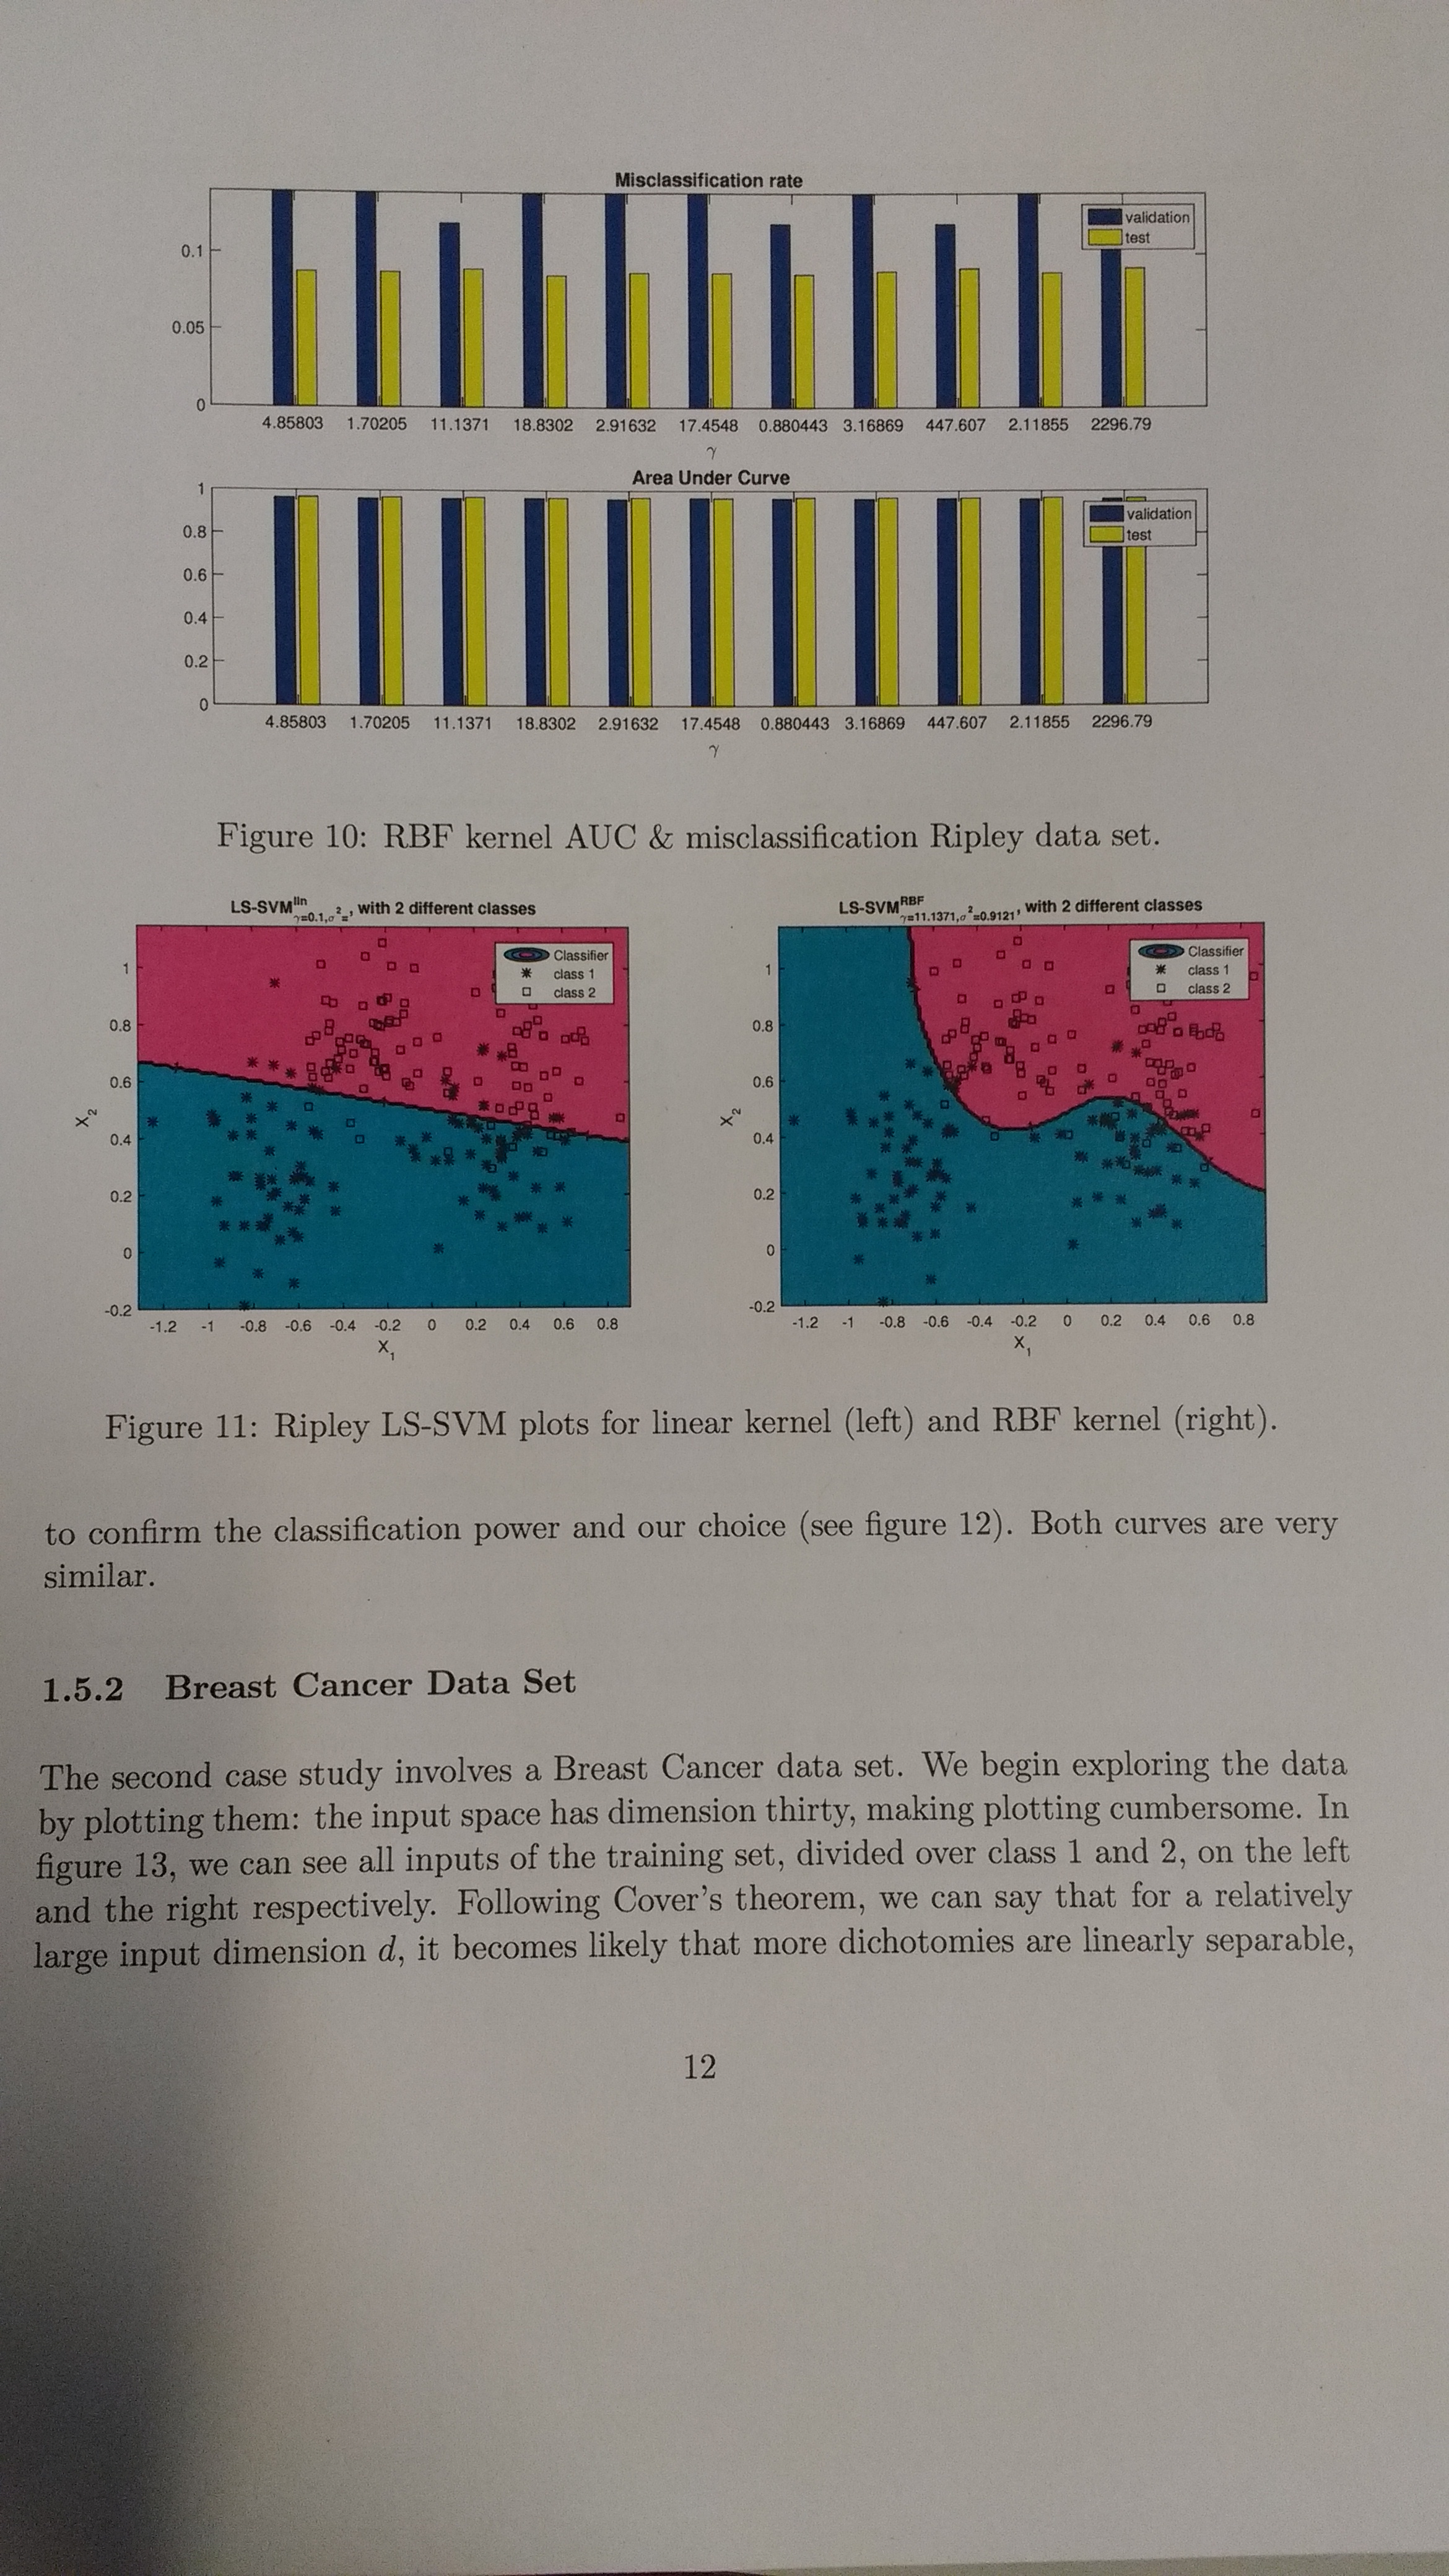 Misclassification rate
validation
test
0.1
0.05
0
4.85803 1.70205 11.1371 18.8302 2.91632 17.4548 0.880443 3.16869 447.607 2.11855 2296.79
γ
Area Under Curve
validation
test
1
0.8
0.6
0.4
0.2
0
4.85803 1.70205 11.1371 18.8302 2.91632 17.4548 0.880443 3.16869 447.607 2.11855 2296.79
γ
Figure 10: RBF kernel AUC & misclassification Ripley data set.
LS-SVM lin γ=0.1,σ²=, with 2 different classes
Classifier
class 1
class 2
1
0.8
0.6
0.4
0.2
0
-0.2
X2
-1.2 -1 -0.8 -0.6 -0.4 -0.2 0 0.2 0.4 0.6 0.8
X1
LS-SVM RBF γ=11.1371,σ²=0.9121, with 2 different classes
Classifier
class 1
class 2
1
0.8
0.6
0.4
0.2
0
-0.2
X2
-1.2 -1 -0.8 -0.6 -0.4 -0.2 0 0.2 0.4 0.6 0.8
X1
Figure 11: Ripley LS-SVM plots for linear kernel (left) and RBF kernel (right).
to confirm the classification power and our choice (see figure 12). Both curves are very
similar.
1.5.2 Breast Cancer Data Set
The second case study involves a Breast Cancer data set. We begin exploring the data
by plotting them: the input space has dimension thirty, making plotting cumbersome. In
figure 13, we can see all inputs of the training set, divided over class 1 and 2, on the left
and the right respectively. Following Cover's theorem, we can say that for a relatively
large input dimension d, it becomes likely that more dichotomies are linearly separable,
12